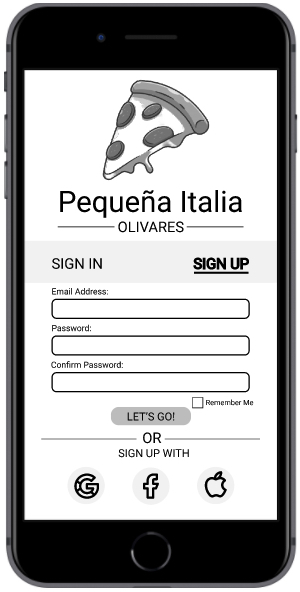 Pequeña Italia
OLIVARES
SIGN IN SIGN UP
Email Address:
Password:
Confirm Password:
Remember Me
LET'S GO!
OR
SIGN UP WITH